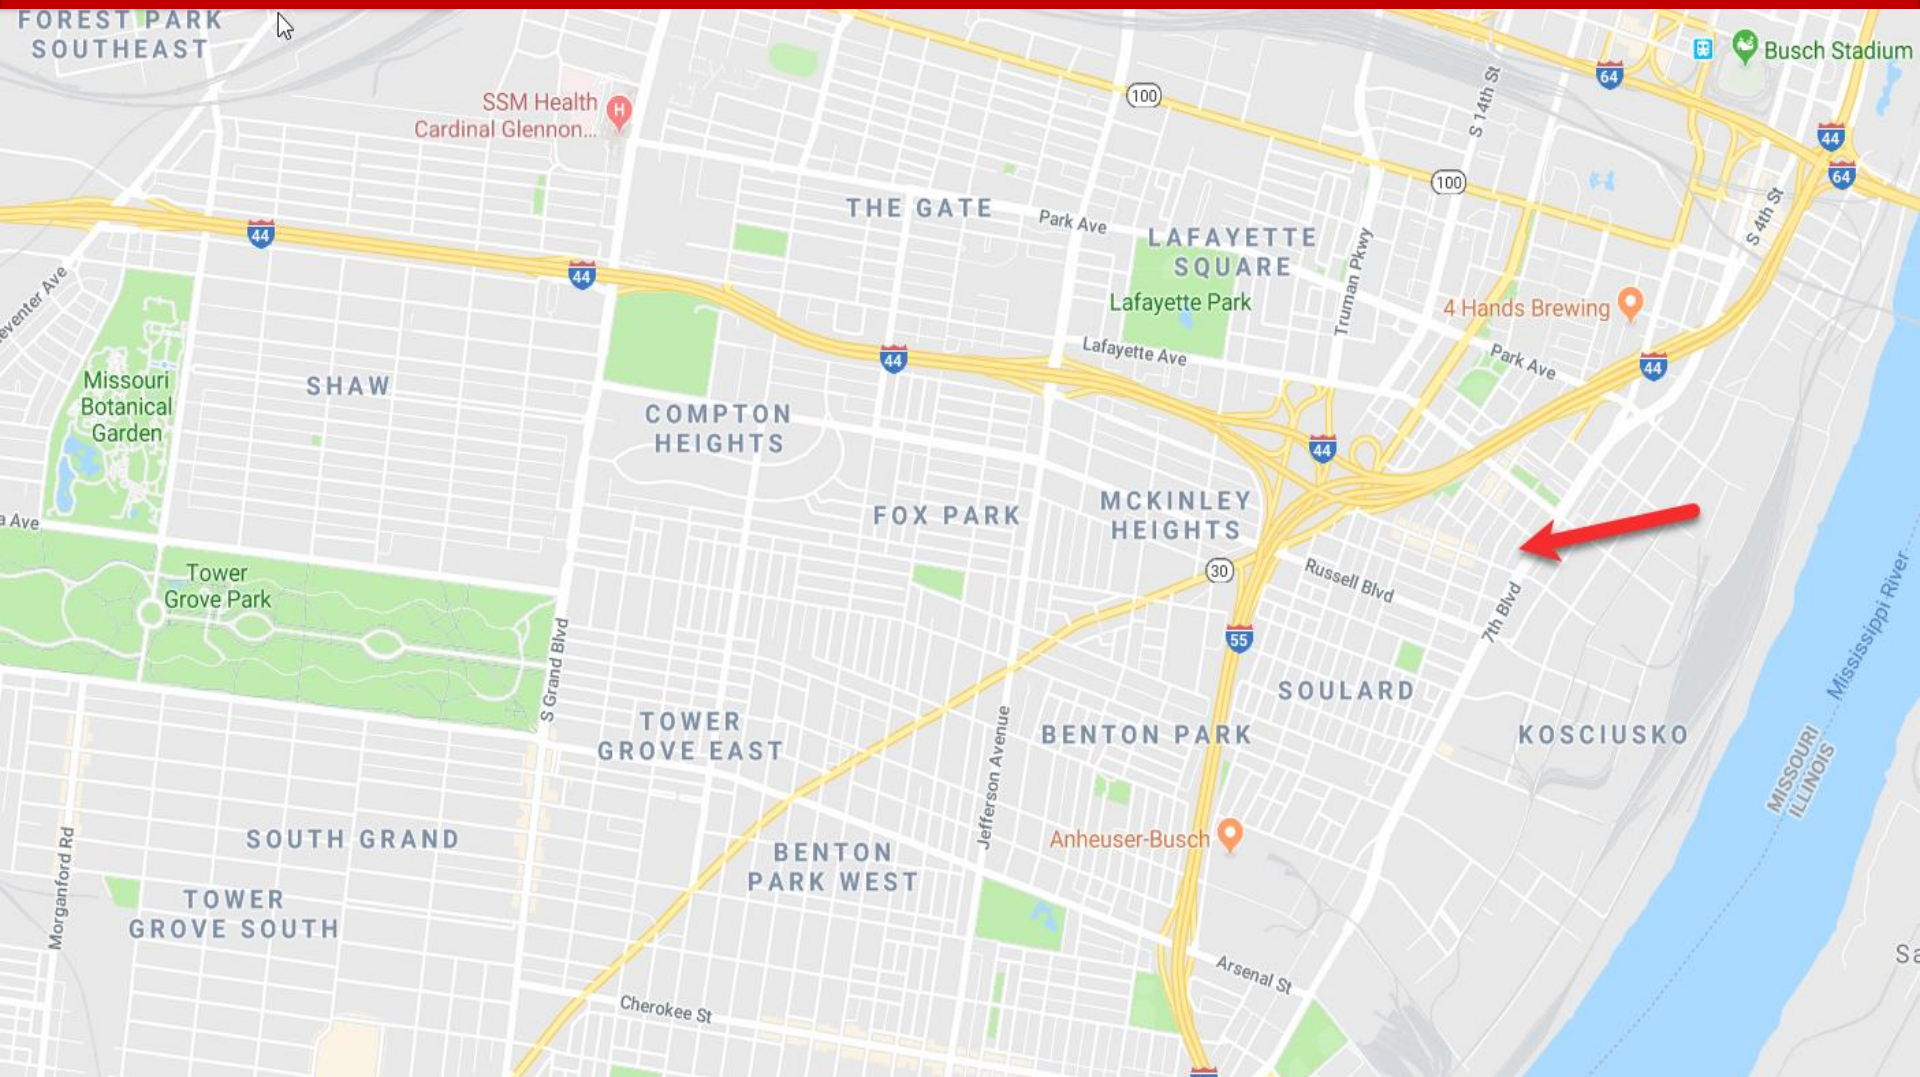 FOREST PARK
SOUTHEAST
Busch Stadium
64
SSM Health
Cardinal Glennon...
H
100
S 14th St
44
64
100
THE GATE
Park Ave
LAFAYETTE
SQUARE
S 4th St
44
44
Lafayette Park
Truman Pkwy
4 Hands Brewing
Lafayette Ave
44
Park Ave
44
Missouri
Botanical
Garden
SHAW
COMPTON
HEIGHTS
44
FOX PARK
MCKINLEY
HEIGHTS
a Ave
Tower
Grove Park
30
Russell Blvd
7th Blvd
Mississippi River
55
S Grand Blvd
SOULARD
TOWER
GROVE EAST
Jefferson Avenue
BENTON PARK
KOSCIUSKO
MISSOURI
ILLINOIS
SOUTH GRAND
Anheuser-Busch
Morganford Rd
BENTON
PARK WEST
TOWER
GROVE SOUTH
Arsenal St
Cherokee St